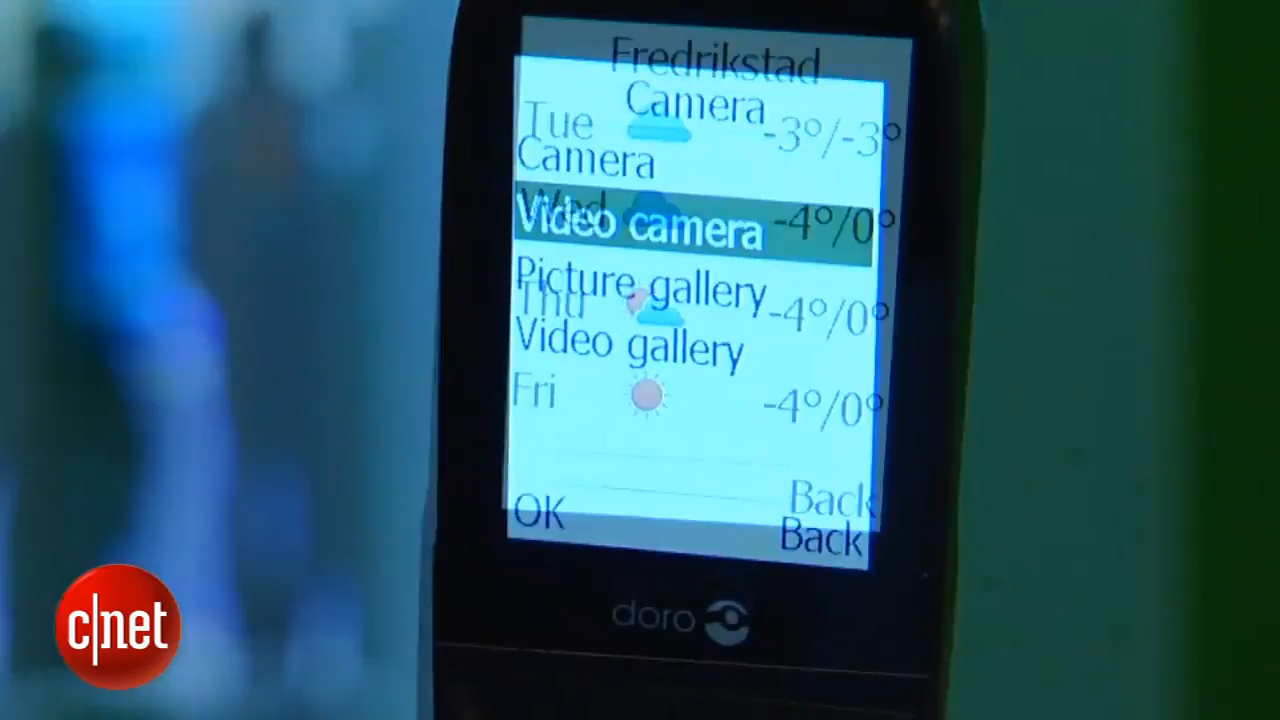 Fredrikstad
Camera
Tue -3°/-3°
Camera
Wed -4°/0°
Video camera
Picture gallery
Thu -4°/0°
Video gallery
Fri -4°/0°
Back
OK Back
doro
c|net